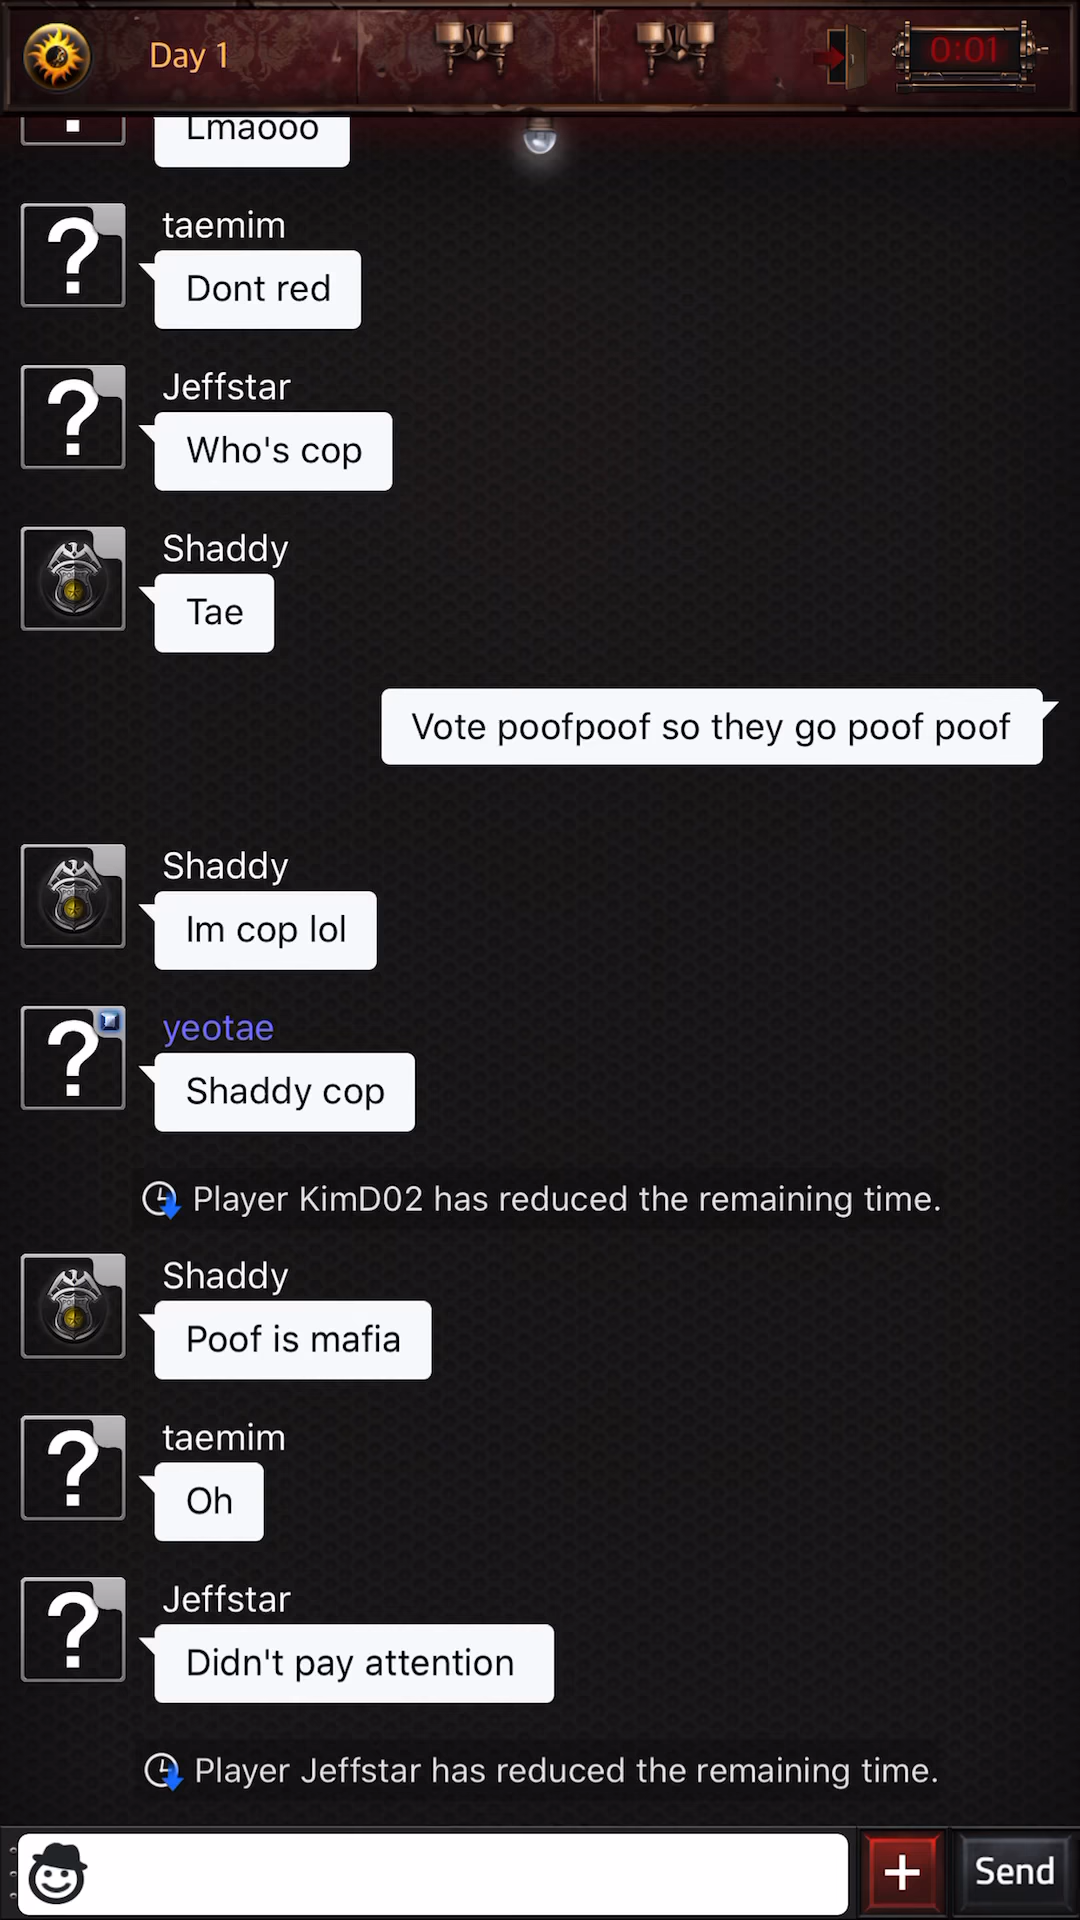 Day 1
0:01
Lmaooo
taemim
Dont red
Jeffstar
Who's cop
Shaddy
Tae
Vote poofpoof so they go poof poof
Shaddy
Im cop lol
yeotae
Shaddy cop
Player KimD02 has reduced the remaining time.
Shaddy
Poof is mafia
taemim
Oh
Jeffstar
Didn't pay attention
Player Jeffstar has reduced the remaining time.
Send